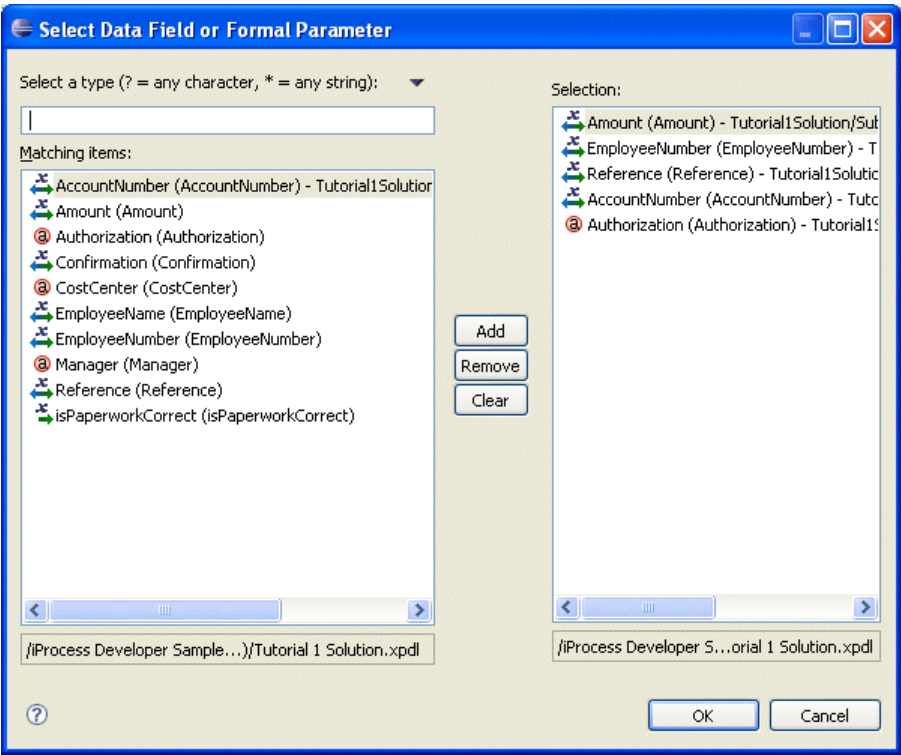 Select Data Field or Formal Parameter
Select a type (? = any character, * = any string):
Matching items:
AccountNumber (AccountNumber) - Tutorial1Solution
Amount (Amount)
Authorization (Authorization)
Confirmation (Confirmation)
CostCenter (CostCenter)
EmployeeName (EmployeeName)
EmployeeNumber (EmployeeNumber)
Manager (Manager)
Reference (Reference)
isPaperworkCorrect (isPaperworkCorrect)
/iProcess Developer Sample...)/Tutorial 1 Solution.xpdl
Add
Remove
Clear
Selection:
Amount (Amount) - Tutorial1Solution/Sub
EmployeeNumber (EmployeeNumber) - T
Reference (Reference) - Tutorial1Solutic
AccountNumber (AccountNumber) - Tutc
Authorization (Authorization) - Tutorial1S
/iProcess Developer S...orial 1 Solution.xpdl
OK
Cancel